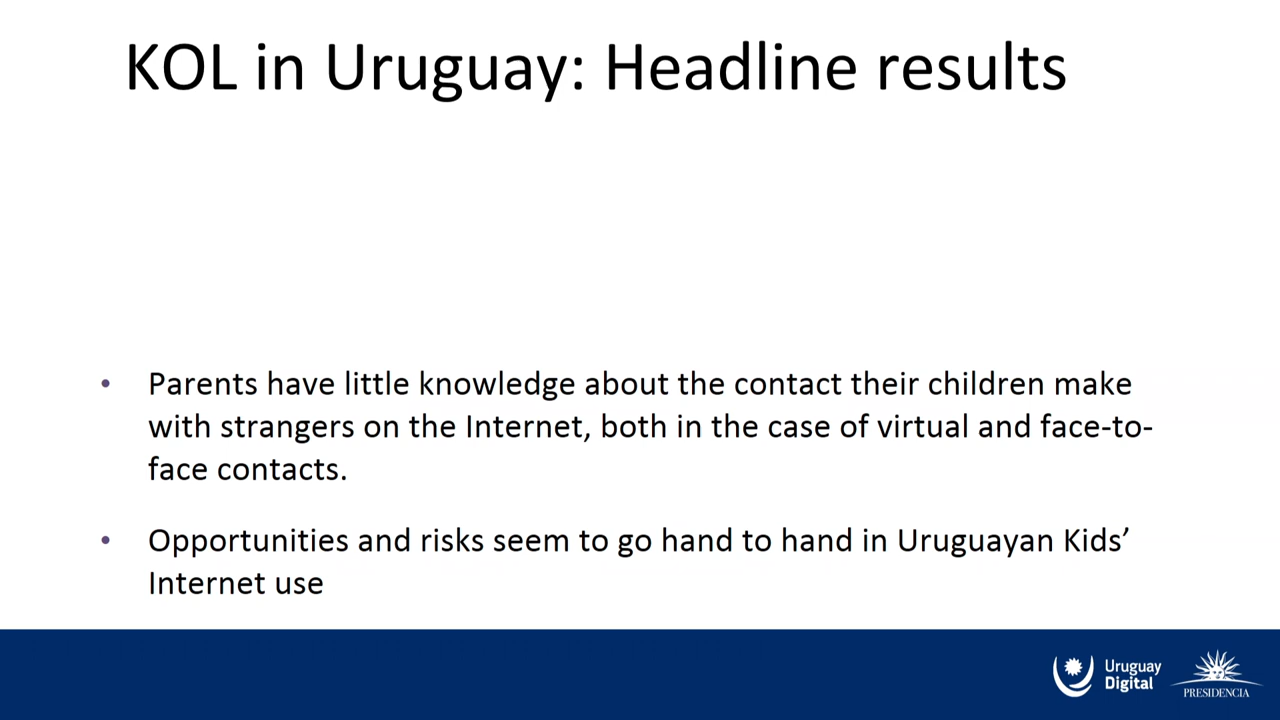 KOL in Uruguay: Headline results
• Parents have little knowledge about the contact their children make
with strangers on the Internet, both in the case of virtual and face-to-
face contacts.
• Opportunities and risks seem to go hand to hand in Uruguayan Kids’
Internet use
Uruguay
Digital
PRESIDENCIA